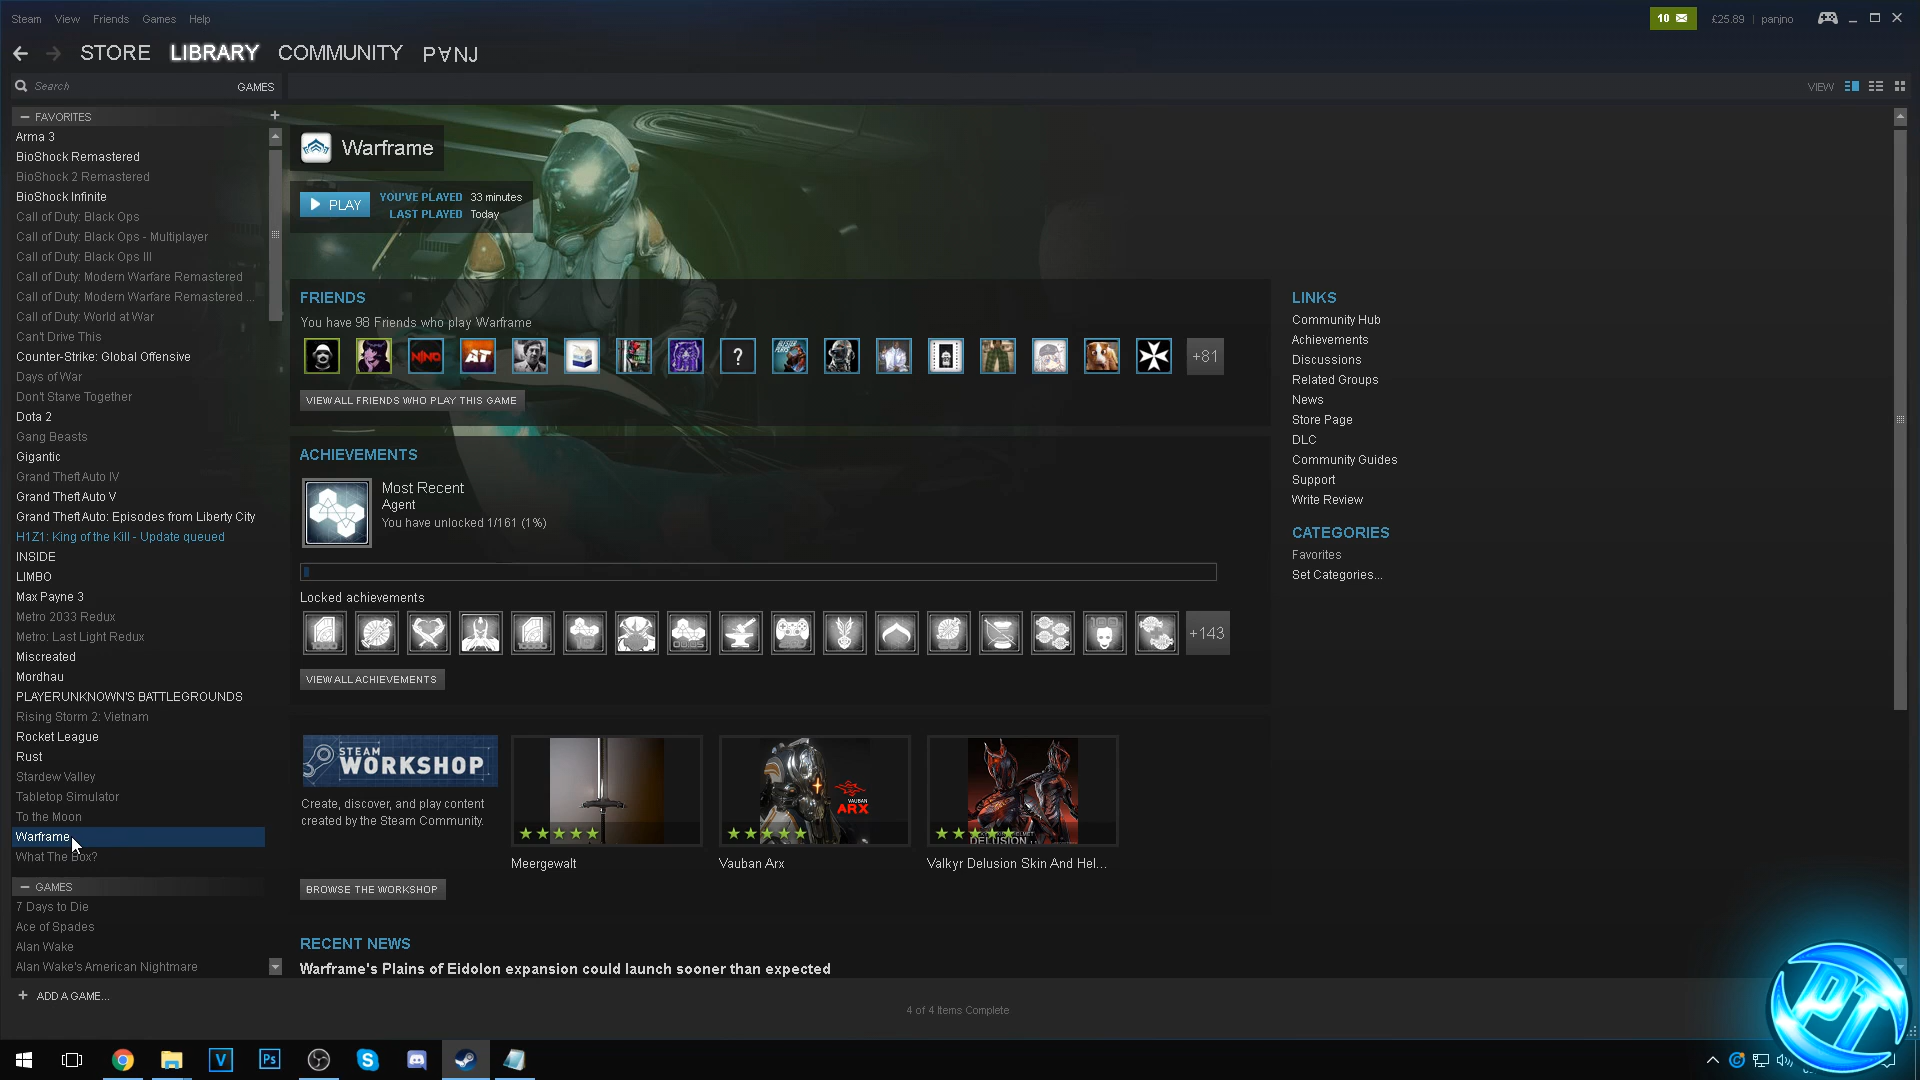 Steam View Friends Games Help
10 £25.89 | panjno
STORE LIBRARY COMMUNITY P∀NJ
Search GAMES
VIEW
— FAVORITES +
Arma 3
BioShock Remastered
BioShock 2 Remastered
BioShock Infinite
Call of Duty: Black Ops
Call of Duty: Black Ops - Multiplayer
Call of Duty: Black Ops III
Call of Duty: Modern Warfare Remastered
Call of Duty: Modern Warfare Remastered ...
Call of Duty: World at War
Can't Drive This
Counter-Strike: Global Offensive
Days of War
Don't Starve Together
Dota 2
Gang Beasts
Gigantic
Grand Theft Auto IV
Grand Theft Auto V
Grand Theft Auto: Episodes from Liberty City
H1Z1: King of the Kill - Update queued
INSIDE
LIMBO
Max Payne 3
Metro 2033 Redux
Metro: Last Light Redux
Miscreated
Mordhau
PLAYERUNKNOWN'S BATTLEGROUNDS
Rising Storm 2: Vietnam
Rocket League
Rust
Stardew Valley
Tabletop Simulator
To the Moon
Warframe
What The Box?
— GAMES
7 Days to Die
Ace of Spades
Alan Wake
Alan Wake's American Nightmare
+ ADD A GAME...
Warframe
PLAY
YOU'VE PLAYED 33 minutes
LAST PLAYED Today
FRIENDS
You have 98 Friends who play Warframe
NINO
AT
?
+81
VIEW ALL FRIENDS WHO PLAY THIS GAME
ACHIEVEMENTS
Most Recent
Agent
You have unlocked 1/161 (1%)
Locked achievements
+143
VIEW ALL ACHIEVEMENTS
STEAM
WORKSHOP
Create, discover, and play content
created by the Steam Community.
BROWSE THE WORKSHOP
Meergewalt
VAUBAN
ARX
Vauban Arx
DELUSION
Valkyr Delusion Skin And Hel...
RECENT NEWS
Warframe's Plains of Eidolon expansion could launch sooner than expected
LINKS
Community Hub
Achievements
Discussions
Related Groups
News
Store Page
DLC
Community Guides
Support
Write Review
CATEGORIES
Favorites
Set Categories...
4 of 4 Items Complete
V
Ps
PT